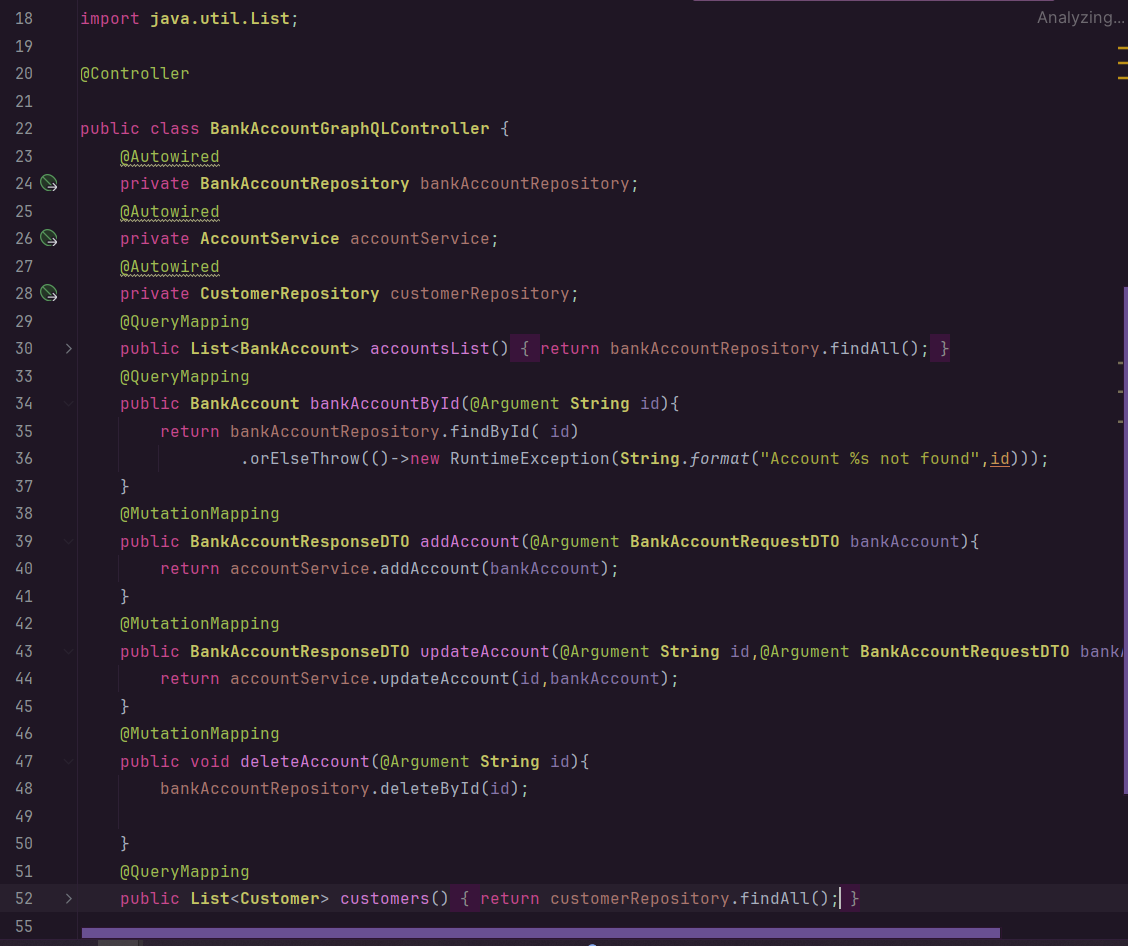 Analyzing...
18 import java.util.List;
19
20 @Controller
21
22 public class BankAccountGraphQLController {
23 @Autowired
24 private BankAccountRepository bankAccountRepository;
25 @Autowired
26 private AccountService accountService;
27 @Autowired
28 private CustomerRepository customerRepository;
29 @QueryMapping
30 public List<BankAccount> accountsList() { return bankAccountRepository.findAll(); }
33 @QueryMapping
34 public BankAccount bankAccountById(@Argument String id){
35 return bankAccountRepository.findById( id)
36 .orElseThrow(()->new RuntimeException(String.format("Account %s not found",id)));
37 }
38 @MutationMapping
39 public BankAccountResponseDTO addAccount(@Argument BankAccountRequestDTO bankAccount){
40 return accountService.addAccount(bankAccount);
41 }
42 @MutationMapping
43 public BankAccountResponseDTO updateAccount(@Argument String id,@Argument BankAccountRequestDTO bank
44 return accountService.updateAccount(id,bankAccount);
45 }
46 @MutationMapping
47 public void deleteAccount(@Argument String id){
48 bankAccountRepository.deleteById(id);
49
50 }
51 @QueryMapping
52 public List<Customer> customers() { return customerRepository.findAll(); }
55